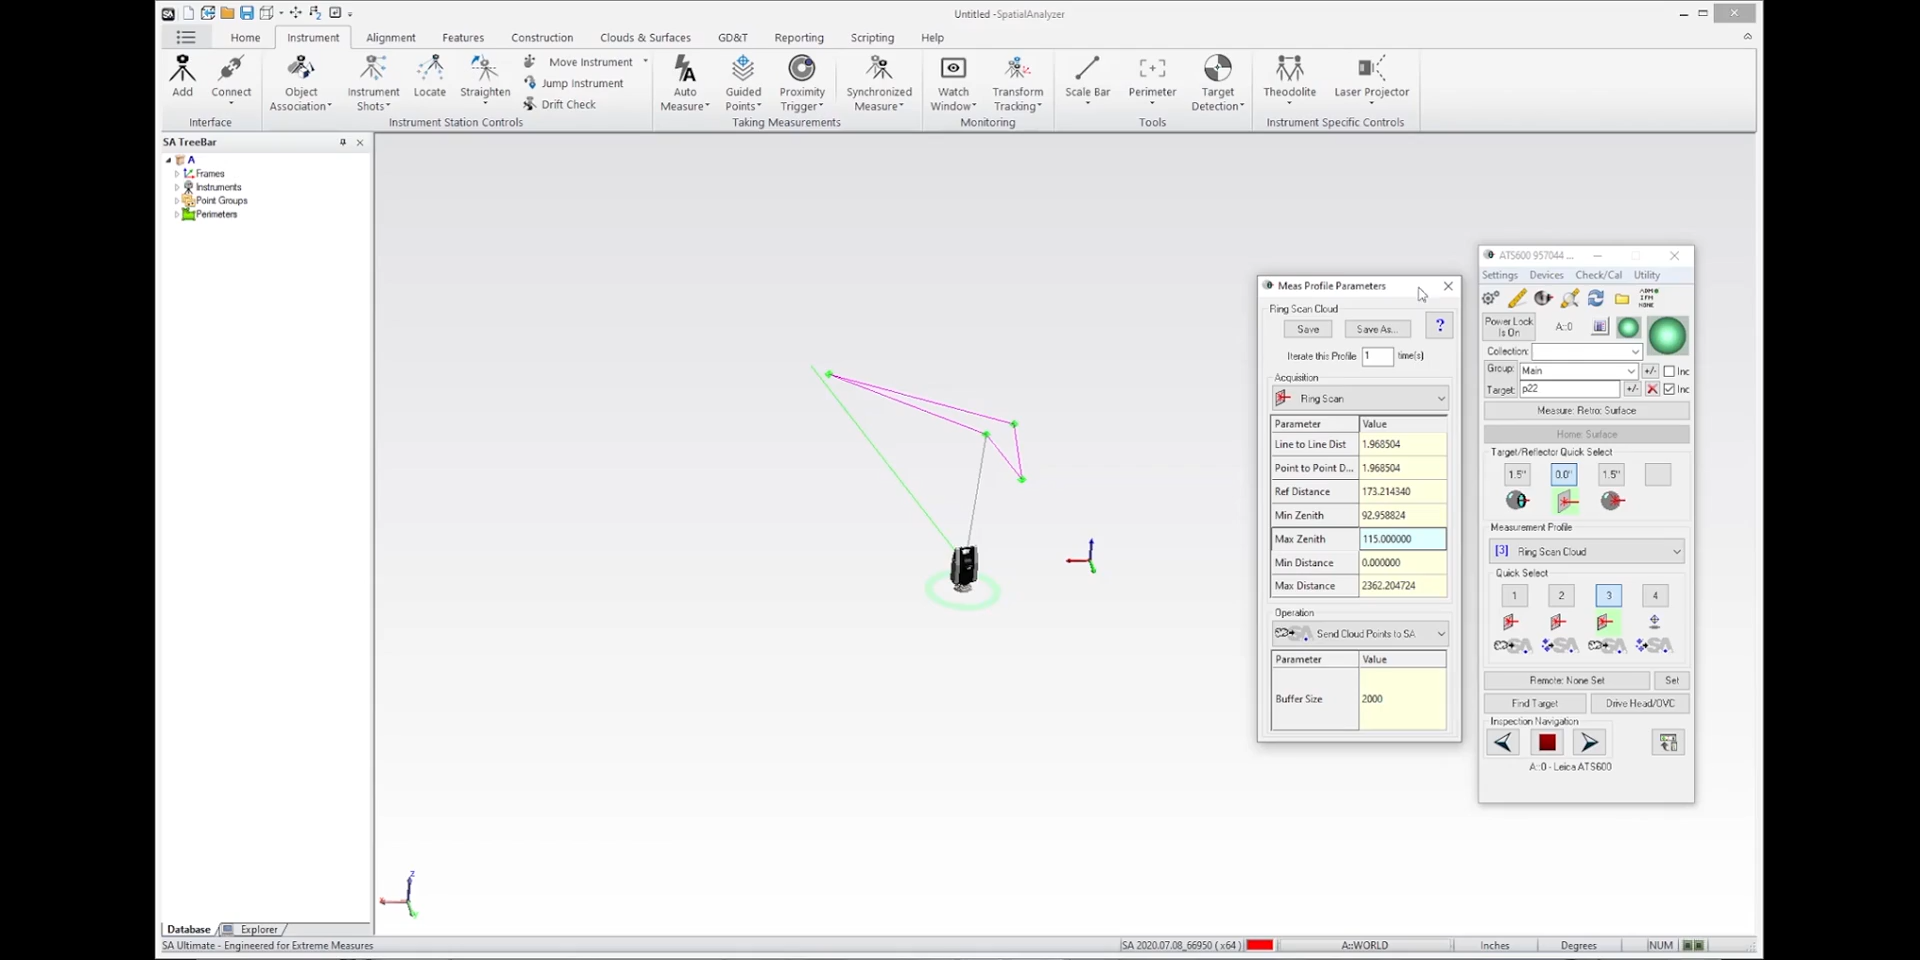 Untitled -SpatialAnalyzer
Home Instrument Alignment Features Construction Clouds & Surfaces GD&T Reporting Scripting Help
Add
Connect
Interface
Object Association
Instrument Shots
Locate
Straighten
Move Instrument
Jump Instrument
Drift Check
Instrument Station Controls
Auto Measure
Guided Points
Proximity Trigger
Synchronized Measure
Taking Measurements
Watch Window
Transform Tracking
Monitoring
Scale Bar
Perimeter
Target Detection
Tools
Theodolite
Laser Projector
Instrument Specific Controls
SA TreeBar
A
Frames
Instruments
Point Groups
Perimeters
Meas Profile Parameters
Ring Scan Cloud
Save Save As... ?
Iterate this Profile 1 time(s)
Acquisition
Ring Scan
Parameter Value
Line to Line Dist 1.968504
Point to Point D... 1.968504
Ref Distance 173.214340
Min Zenith 92.958824
Max Zenith 115.000000
Min Distance 0.000000
Max Distance 2362.204724
Operation
Send Cloud Points to SA
Parameter Value
Buffer Size 2000
ATS600 957044 ...
Settings Devices Check/Cal Utility
ADM
IFM
NONE
Power Lock Is On
A::0
Collection:
Group: Main +/- Inc
Target: p22 +/- Inc
Measure: Retro: Surface
Home: Surface
Target/Reflector Quick Select
1.5" 0.0" 1.5"
Measurement Profile
[3] Ring Scan Cloud
Quick Select
1 2 3 4
Remote: None Set Set
Find Target Drive Head/OVC
Inspection Navigation
A::0 - Leica ATS600
Z
Database Explorer
SA Ultimate - Engineered for Extreme Measures
SA 2020.07.08_66950 (x64) A::WORLD Inches Degrees NUM